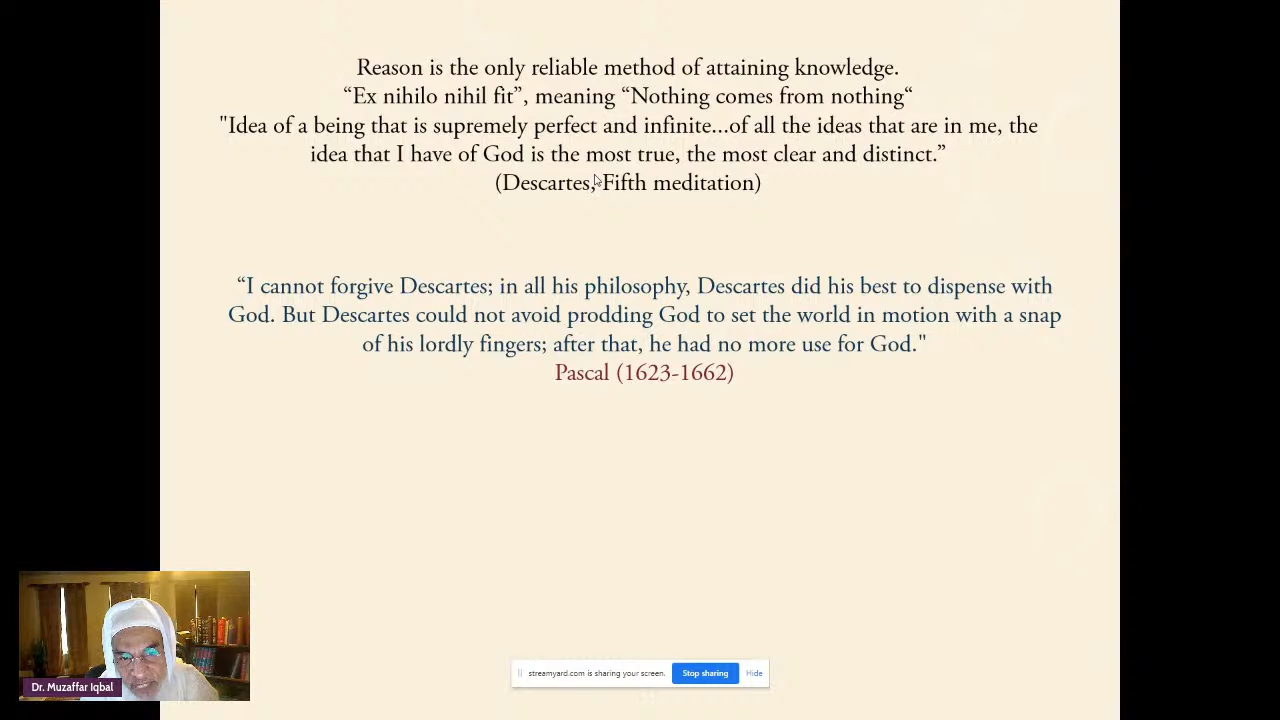 Reason is the only reliable method of attaining knowledge.
“Ex nihilo nihil fit”, meaning “Nothing comes from nothing“
"Idea of a being that is supremely perfect and infinite...of all the ideas that are in me, the
idea that I have of God is the most true, the most clear and distinct.”
(Descartes, Fifth meditation)
“I cannot forgive Descartes; in all his philosophy, Descartes did his best to dispense with
God. But Descartes could not avoid prodding God to set the world in motion with a snap
of his lordly fingers; after that, he had no more use for God."
Pascal (1623-1662)
Dr. Muzaffar Iqbal
streamyard.com is sharing your screen. Stop sharing Hide